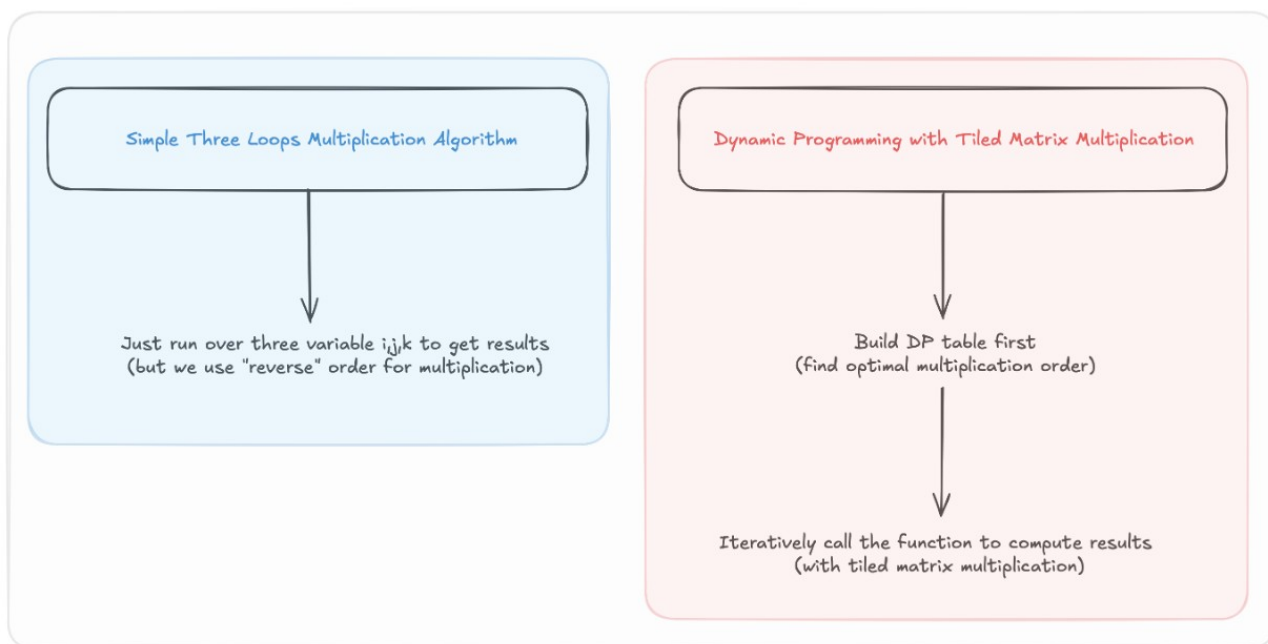 Simple Three Loops Multiplication Algorithm
Just run over three variable i,j,k to get results
(but we use "reverse" order for multiplication)
Dynamic Programming with Tiled Matrix Multiplication
Build DP table first
(find optimal multiplication order)
Iteratively call the function to compute results
(with tiled matrix multiplication)